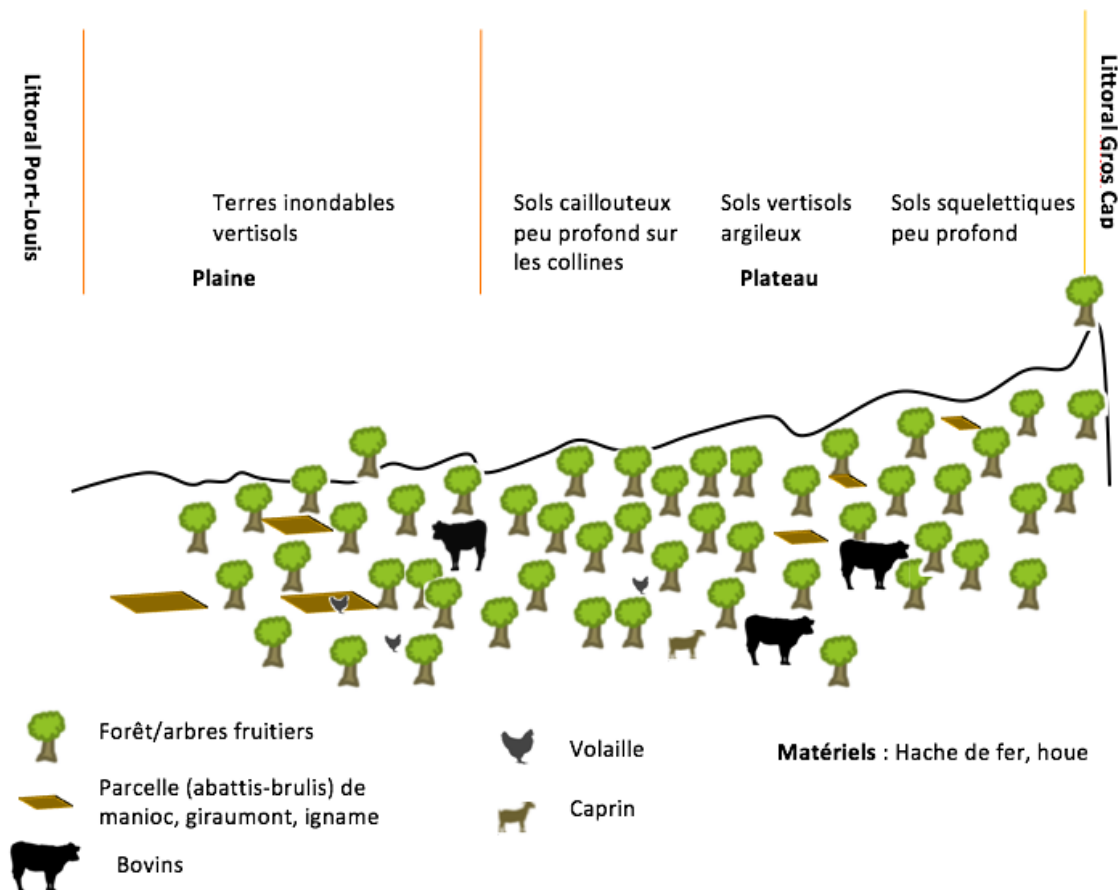 Littoral Port-Louis
Terres inondables
vertisols
Plaine
Sols caillouteux
peu profond sur
les collines
Sols vertisols
argileux
Sols squelettiques
peu profond
Plateau
Littoral Gros Cap
Forêt/arbres fruitiers
Parcelle (abattis-brulis) de
manioc, giraumont, igname
Bovins
Volaille
Caprin
Matériels : Hache de fer, houe